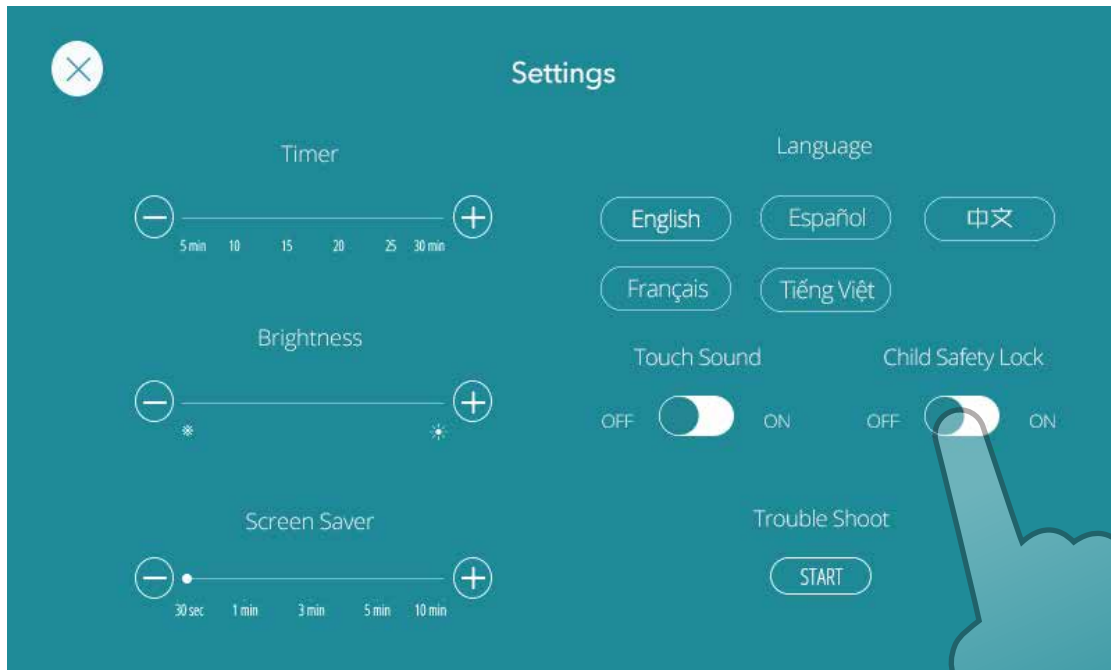 Settings
Timer
5 min 10 15 20 25 30 min
Brightness
Screen Saver
30 sec 1 min 3 min 5 min 10 min
Language
English Español 中文
Français Tiếng Việt
Touch Sound
OFF ON
Child Safety Lock
OFF ON
Trouble Shoot
START